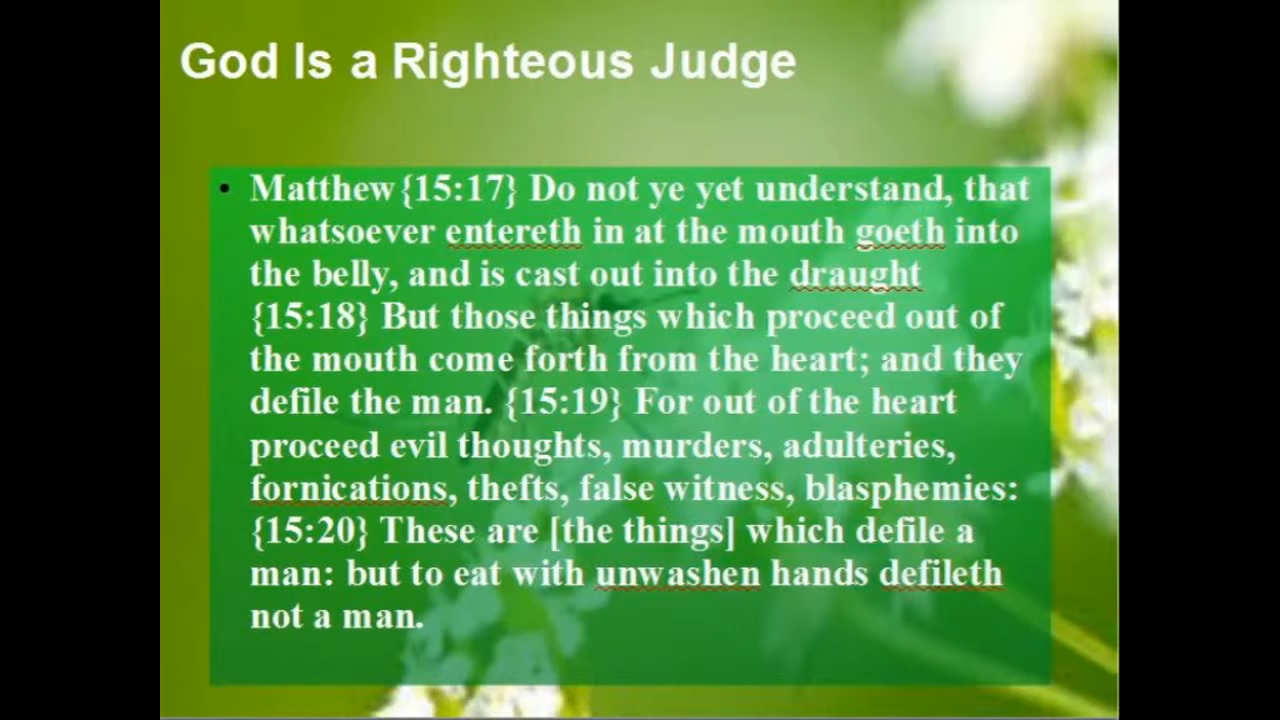 God Is a Righteous Judge
• Matthew{15:17} Do not ye yet understand, that
whatsoever entereth in at the mouth goeth into
the belly, and is cast out into the draught
{15:18} But those things which proceed out of
the mouth come forth from the heart; and they
defile the man. {15:19} For out of the heart
proceed evil thoughts, murders, adulteries,
fornications, thefts, false witness, blasphemies:
{15:20} These are [the things] which defile a
man: but to eat with unwashen hands defileth
not a man.